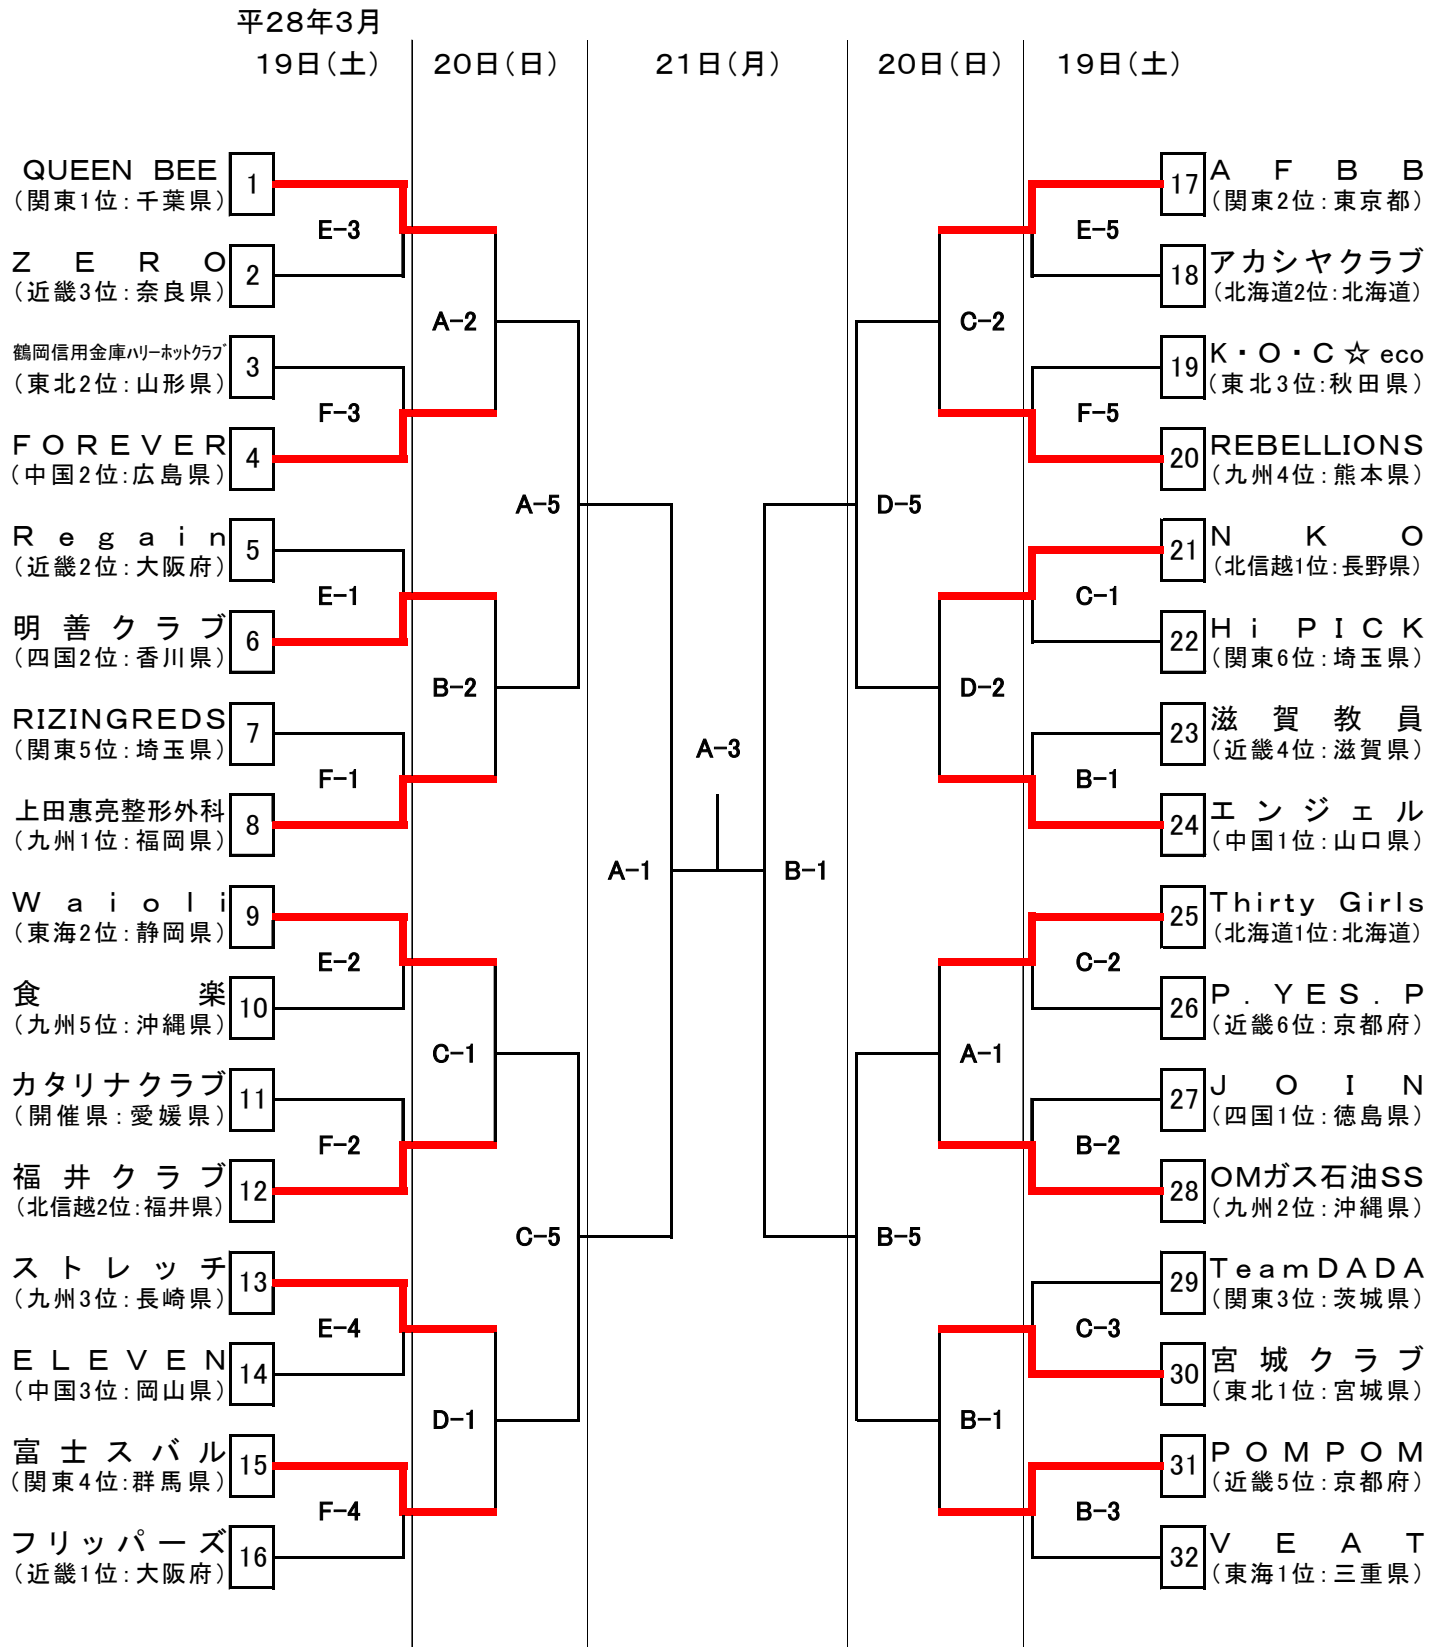 平28年3月
19日(土) 20日(日) 21日(月) 20日(日) 19日(土)
QUEEN BEE
(関東1位:千葉県)
1
E-3
ZERO
(近畿3位:奈良県)
2
A-2
鶴岡信用金庫ハリーホットクラブ
(東北2位:山形県)
3
F-3
FOREVER
(中国2位:広島県)
4
A-5
Regain
(近畿2位:大阪府)
5
E-1
明善クラブ
(四国2位:香川県)
6
B-2
RIZINGREDS
(関東5位:埼玉県)
7
F-1
上田恵亮整形外科
(九州1位:福岡県)
8
A-1
Waioli
(東海2位:静岡県)
9
E-2
食楽
(九州5位:沖縄県)
10
C-1
カタリナクラブ
(開催県:愛媛県)
11
F-2
福井クラブ
(北信越2位:福井県)
12
C-5
ストレッチ
(九州3位:長崎県)
13
E-4
ELEVEN
(中国3位:岡山県)
14
D-1
富士スバル
(関東4位:群馬県)
15
F-4
フリッパーズ
(近畿1位:大阪府)
16
A-3
17
AFBB
(関東2位:東京都)
E-5
18
アカシヤクラブ
(北海道2位:北海道)
C-2
19
K・O・C☆eco
(東北3位:秋田県)
F-5
20
REBELLIONS
(九州4位:熊本県)
D-5
21
NKO
(北信越1位:長野県)
C-1
22
Hi PICK
(関東6位:埼玉県)
D-2
23
滋賀教員
(近畿4位:滋賀県)
B-1
24
エンジェル
(中国1位:山口県)
B-1
25
Thirty Girls
(北海道1位:北海道)
C-2
26
P.YES.P
(近畿6位:京都府)
A-1
27
JOIN
(四国1位:徳島県)
B-2
28
OMガス石油SS
(九州2位:沖縄県)
B-5
29
TeamDADA
(関東3位:茨城県)
C-3
30
宮城クラブ
(東北1位:宮城県)
B-1
31
POMPOM
(近畿5位:京都府)
B-3
32
VEAT
(東海1位:三重県)